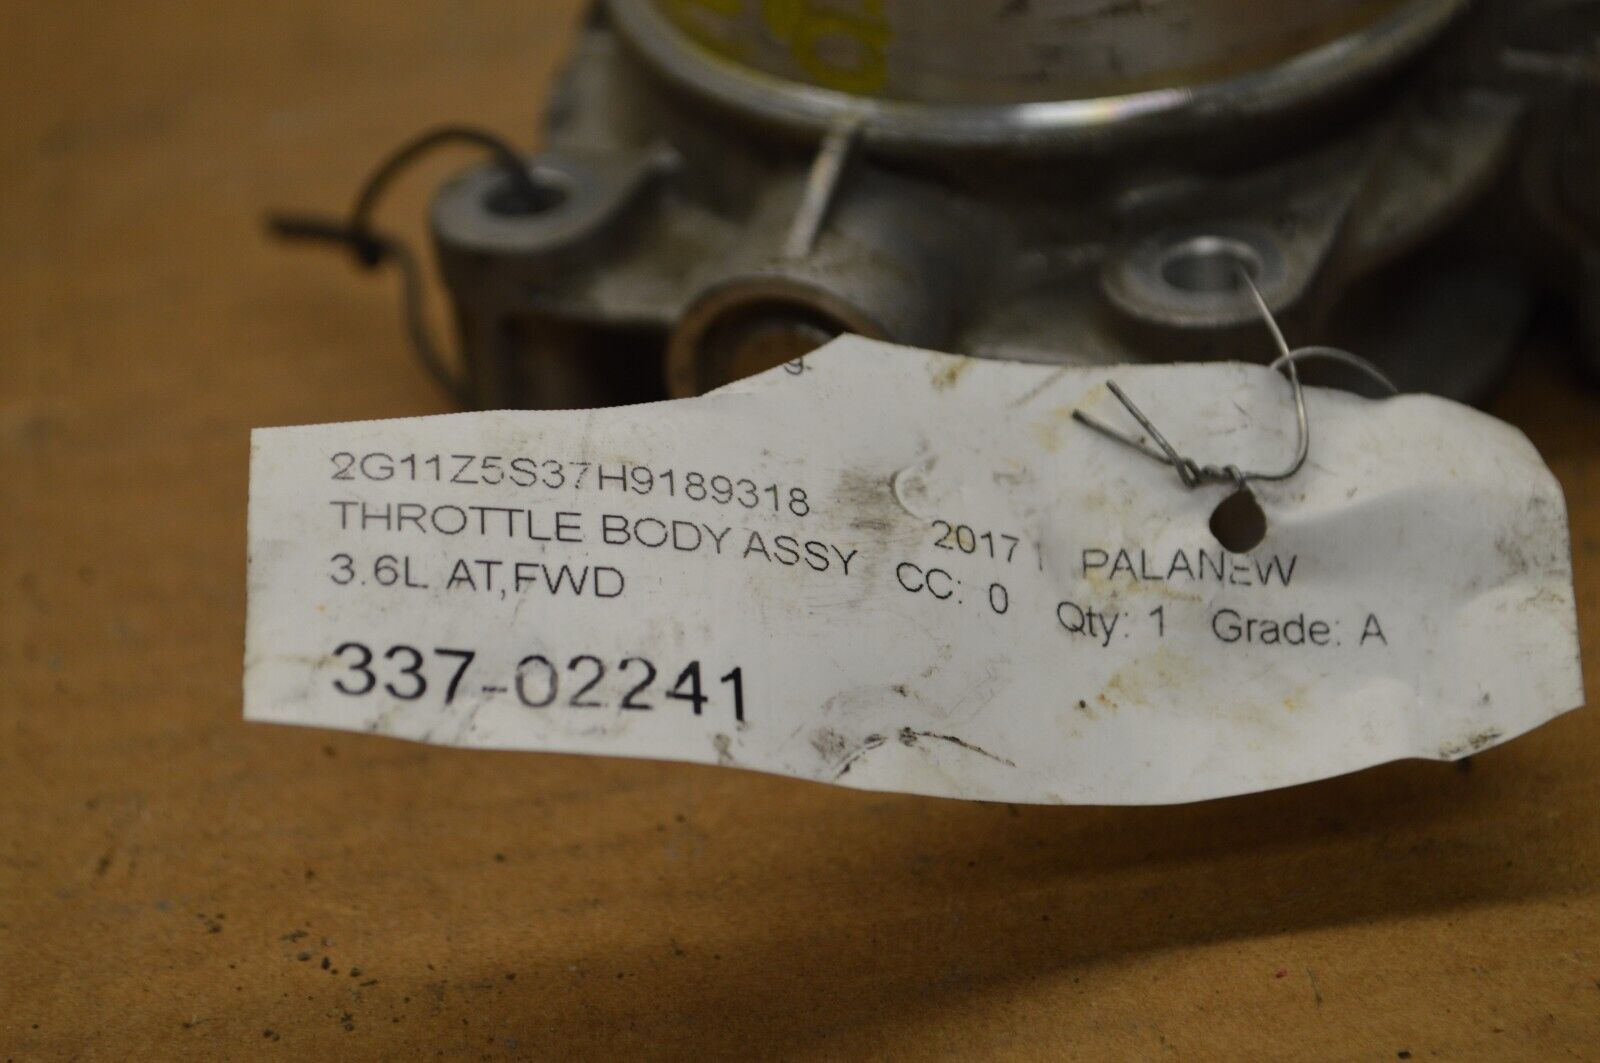 2G11Z5S37H9189318
THROTTLE BODY ASSY 2017 PALANEW
3.6L AT,FWD CC: 0 Qty: 1 Grade: A
337-02241